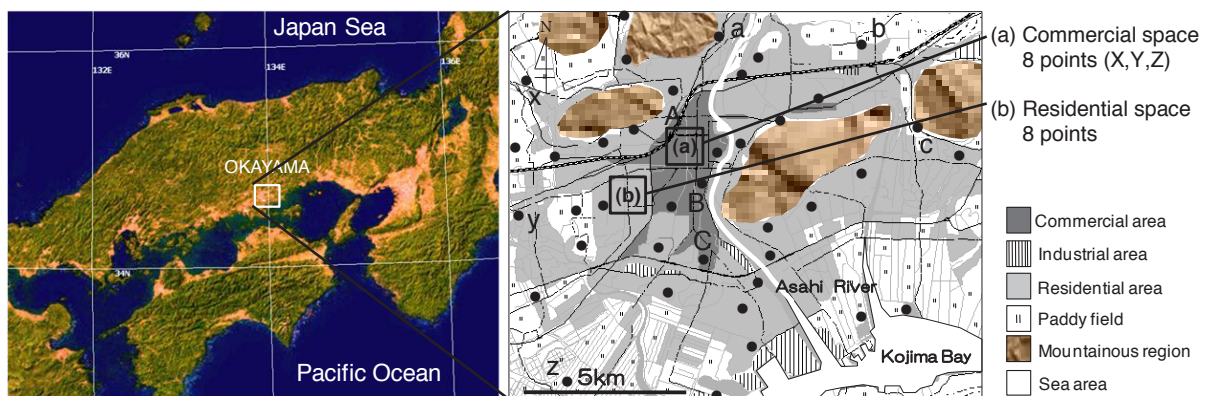 Japan Sea
36N
132E
134E
136E
OKAYAMA
34N
Pacific Ocean
N
a
b
x
A
(a)
c
(b)
B
y
C
Asahi River
Kojima Bay
z
5km
(a) Commercial space
8 points (X,Y,Z)
(b) Residential space
8 points
Commercial area
Industrial area
Residential area
Paddy field
Mountainous region
Sea area